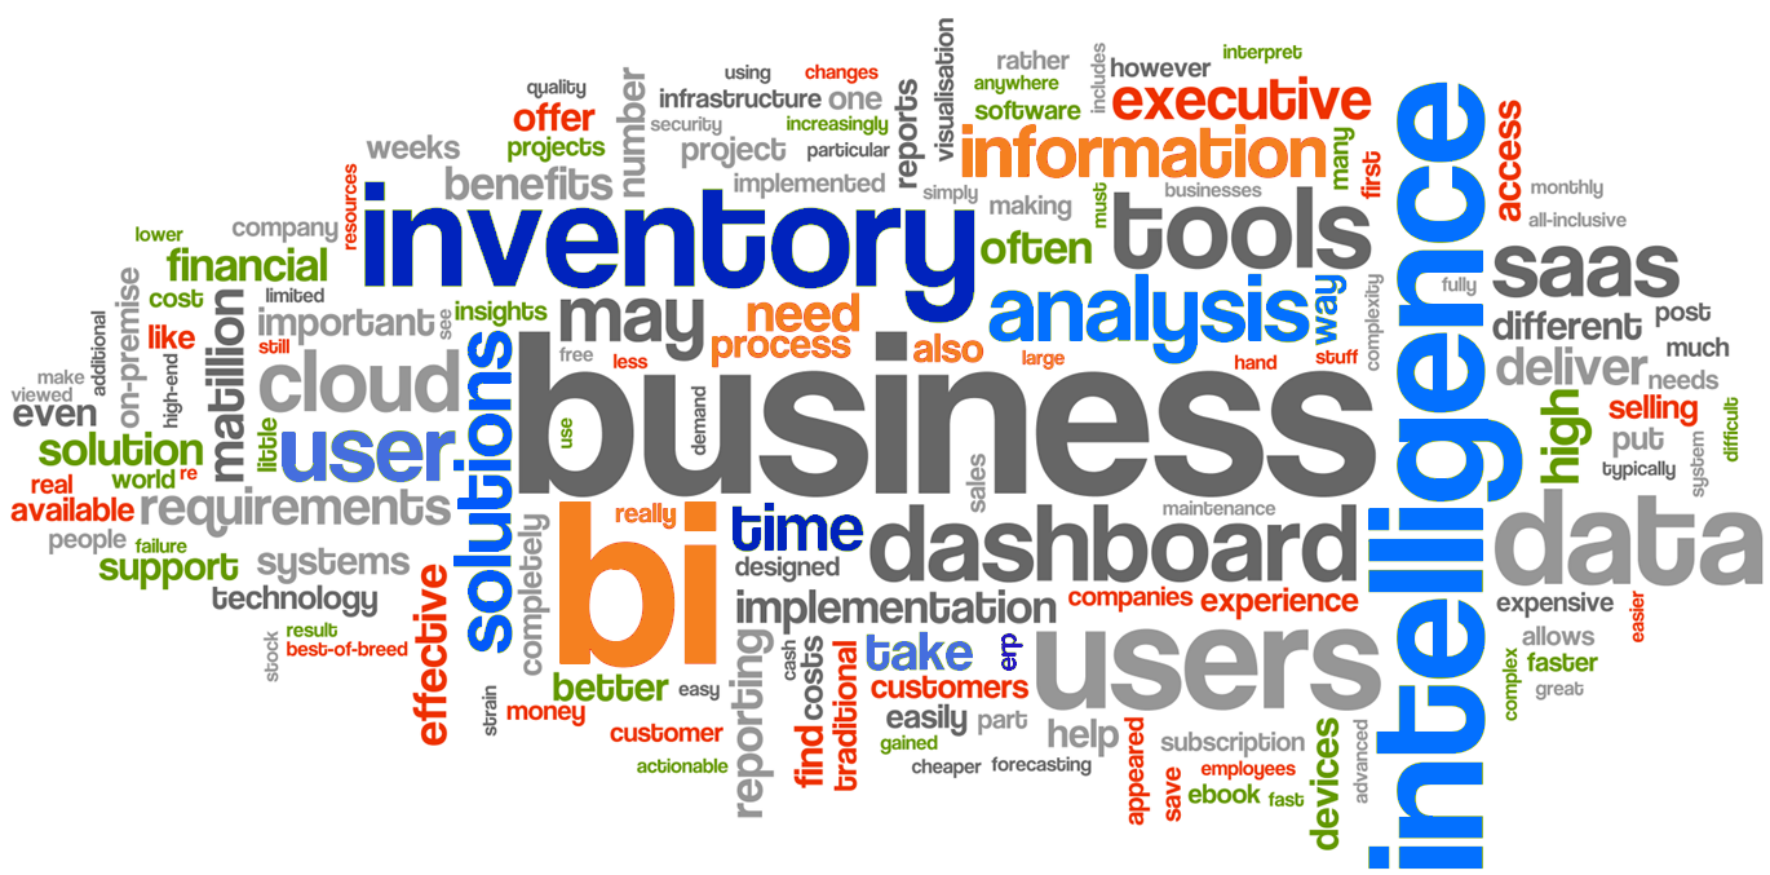 visualisation
rather
includes
however
interpret
quality
using
changes
number
infrastructure
one
reports
anywhere
software
executive
intelligence
access
offer
security
increasingly
information
many
weeks
projects
project
particular
first
resources
benefits
implemented
simply
making
must
businesses
tools
monthly
all-inclusive
lower
company
inventory
often
financial
saas
on-premise
cost
limited
matillion
important
see
insights
may
need
analysis
way
complexity
fully
different
post
additional
like
still
solutions
free
less
process
also
large
hand
stuff
much
make
viewed
even
high-end
cloud
business
deliver
needs
high
selling
difficult
solution
little
user
use
demand
put
typically
system
world
re
real
available
requirements
sales
people
failure
support
systems
completely
bi
really
time
designed
dashboard
maintenance
data
technology
effective
implementation
companies
experience
expensive
easier
stock
result
best-of-breed
reporting
cash
costs
traditional
take
erp
users
allows
faster
complex
great
strain
better
easy
money
customers
easily
part
help
customer
find
gained
appeared
subscription
devices
advanced
actionable
cheaper
forecasting
save
employees
ebook
fast